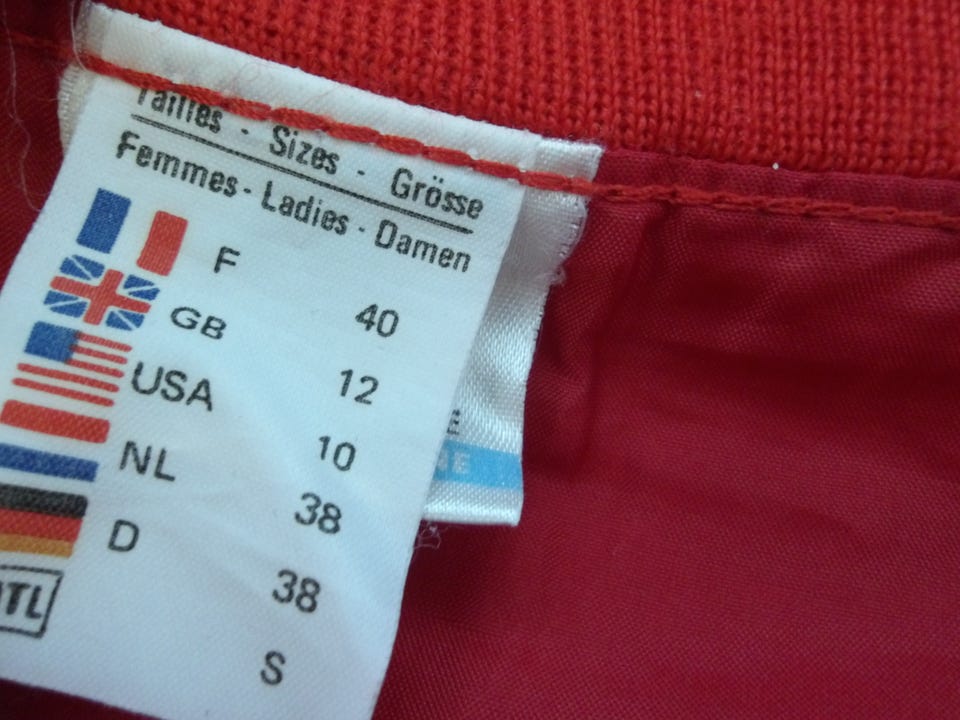 Tailles - Sizes - Grösse
Femmes - Ladies - Damen
F 40
GB 12
USA 10
NL 38
D 38
S